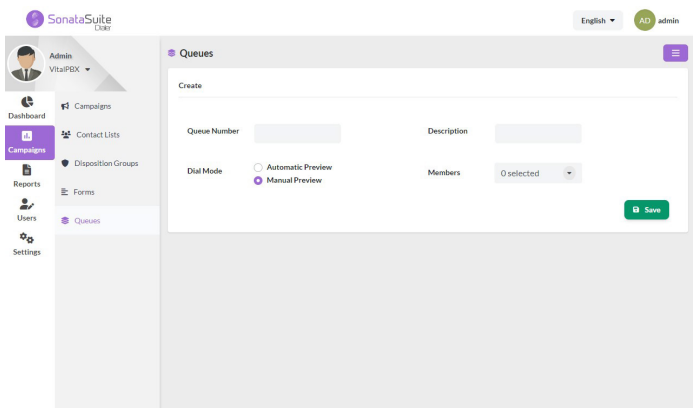 SonataSuite
Dialer
English
AD admin
Admin
VitalPBX
Dashboard
Campaigns
Reports
Users
Settings
Campaigns
Contact Lists
Disposition Groups
Forms
Queues
Queues
Create
Queue Number
Description
Dial Mode
Automatic Preview
Manual Preview
Members
0 selected
Save